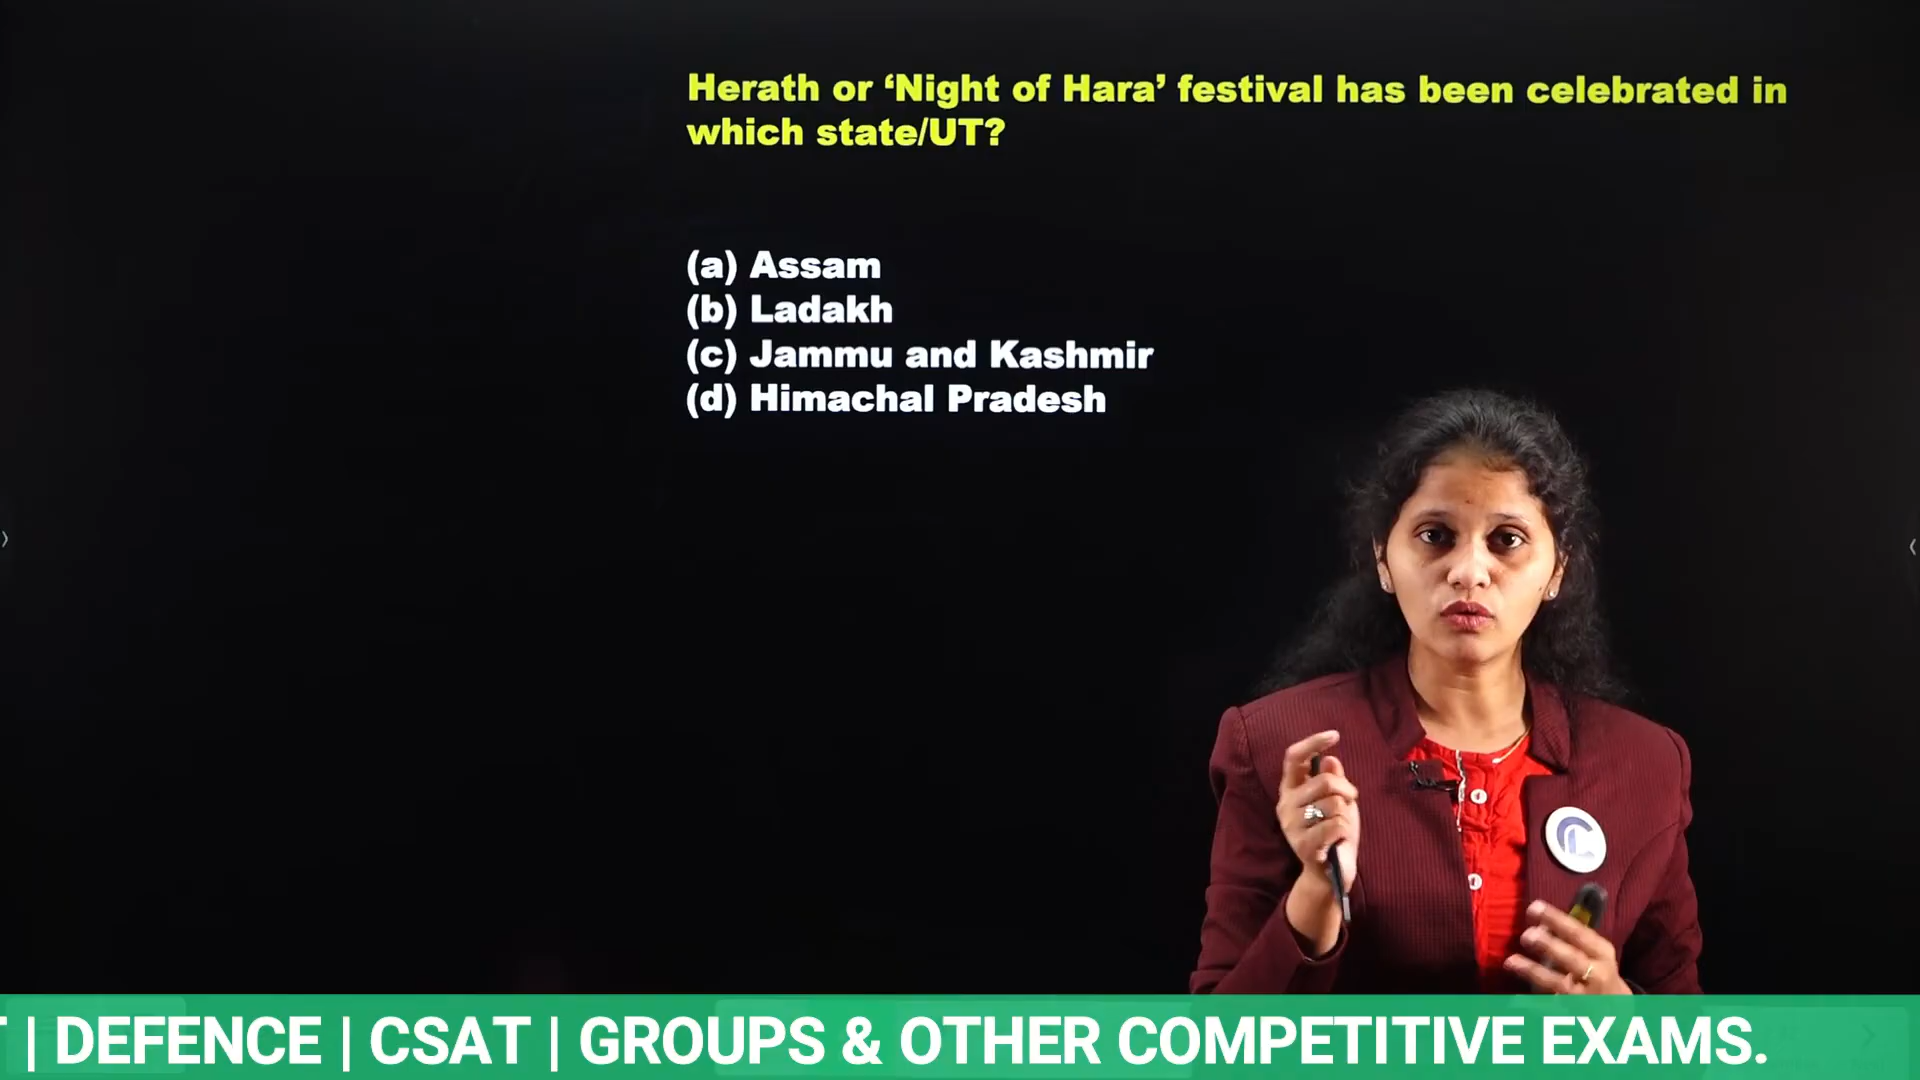 Herath or ‘Night of Hara’ festival has been celebrated in
which state/UT?
(a) Assam
(b) Ladakh
(c) Jammu and Kashmir
(d) Himachal Pradesh
| DEFENCE | CSAT | GROUPS & OTHER COMPETITIVE EXAMS.